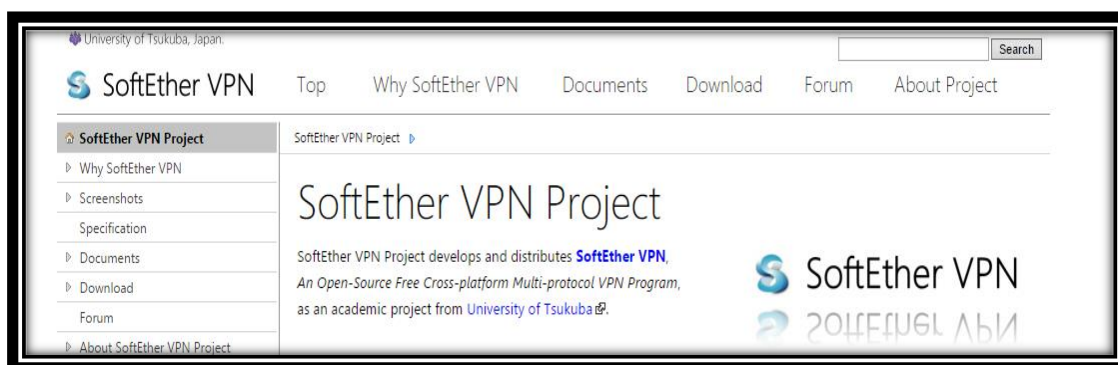 University of Tsukuba, Japan.
Search
SoftEther VPN
Top Why SoftEther VPN Documents Download Forum About Project
SoftEther VPN Project
Why SoftEther VPN
Screenshots
Specification
Documents
Download
Forum
About SoftEther VPN Project
SoftEther VPN Project
SoftEther VPN Project
SoftEther VPN Project develops and distributes SoftEther VPN,
An Open-Source Free Cross-platform Multi-protocol VPN Program,
as an academic project from University of Tsukuba.
SoftEther VPN